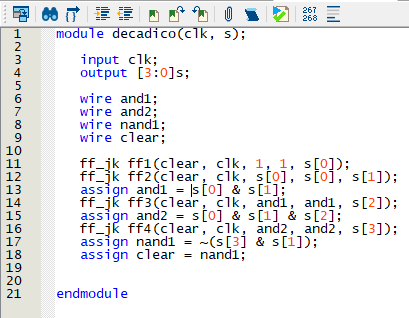 267
268
1 module decadico(clk, s);
2
3 input clk;
4 output [3:0]s;
5
6 wire and1;
7 wire and2;
8 wire nand1;
9 wire clear;
10
11 ff_jk ff1(clear, clk, 1, 1, s[0]);
12 ff_jk ff2(clear, clk, s[0], s[0], s[1]);
13 assign and1 = s[0] & s[1];
14 ff_jk ff3(clear, clk, and1, and1, s[2]);
15 assign and2 = s[0] & s[1] & s[2];
16 ff_jk ff4(clear, clk, and2, and2, s[3]);
17 assign nand1 = ~(s[3] & s[1]);
18 assign clear = nand1;
19
20
21 endmodule